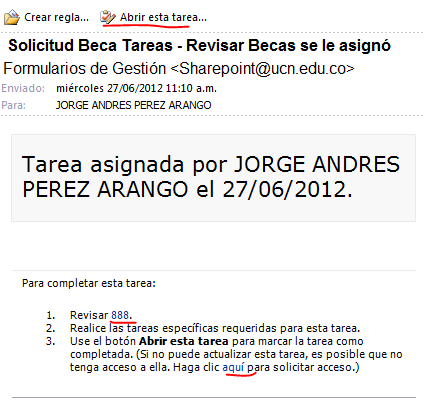 Crear regla... Abrir esta tarea...
Solicitud Beca Tareas - Revisar Becas se le asignó
Formularios de Gestión <Sharepoint@ucn.edu.co>
Enviado: miércoles 27/06/2012 11:10 a.m.
Para: JORGE ANDRES PEREZ ARANGO
Tarea asignada por JORGE ANDRES
PEREZ ARANGO el 27/06/2012.
Para completar esta tarea:
1. Revisar 888.
2. Realice las tareas específicas requeridas para esta tarea.
3. Use el botón Abrir esta tarea para marcar la tarea como
completada. (Si no puede actualizar esta tarea, es posible que no
tenga acceso a ella. Haga clic aquí para solicitar acceso.)